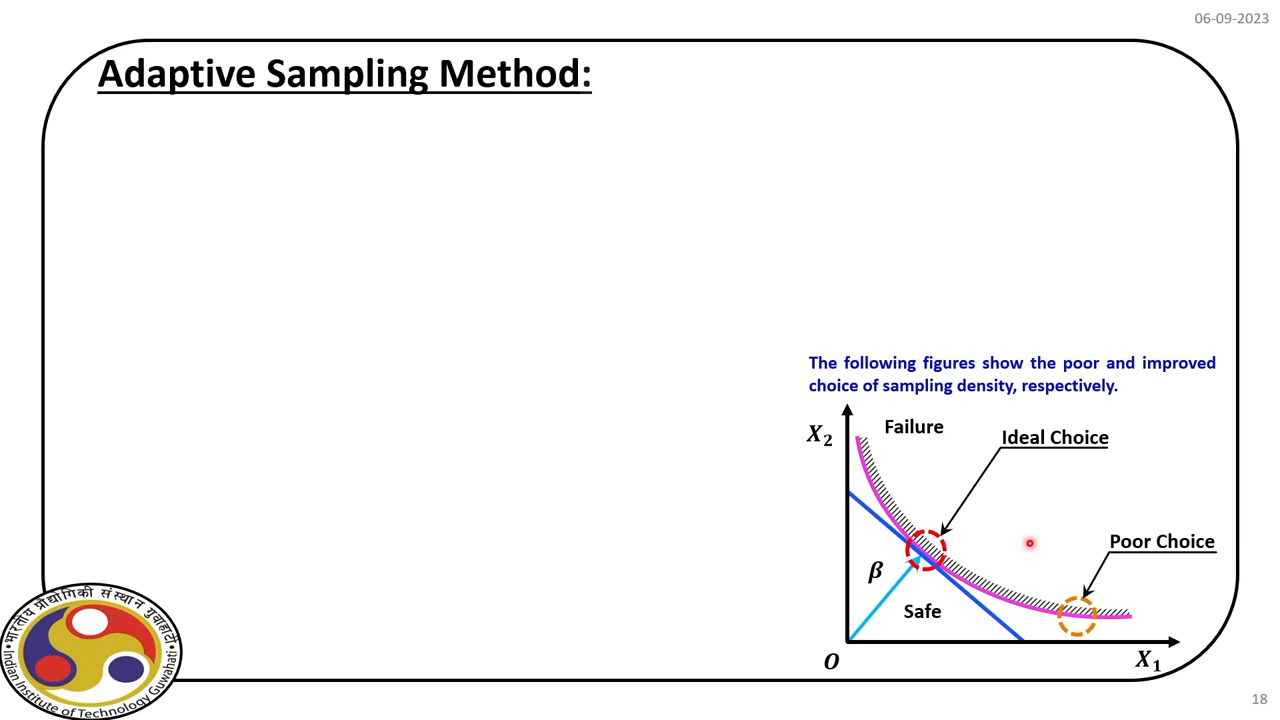 06-09-2023
Adaptive Sampling Method:
The following figures show the poor and improved
choice of sampling density, respectively.
X₂
Failure
Ideal Choice
Poor Choice
β
Safe
O
X₁
भारतीय प्रौद्योगिकी संस्थान गुवाहाटी
Indian Institute of Technology Guwahati
18